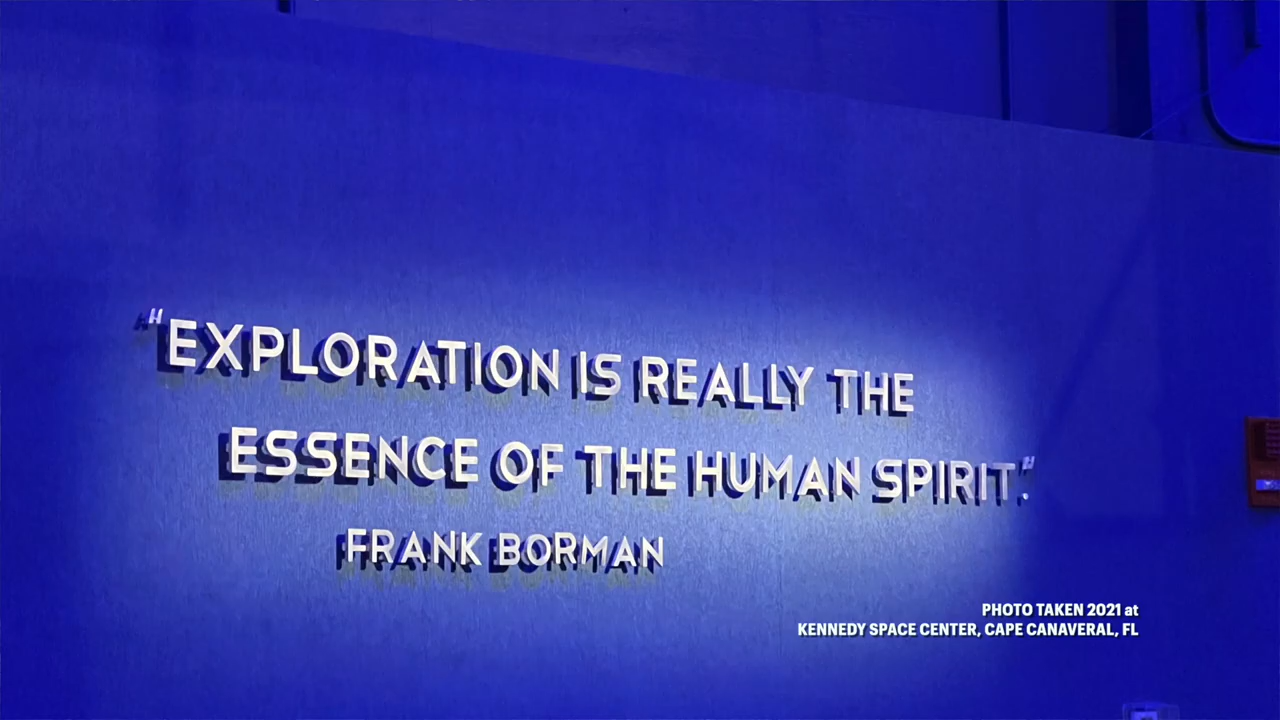 “EXPLORATION IS REALLY THE
ESSENCE OF THE HUMAN SPIRIT.”
FRANK BORMAN
PHOTO TAKEN 2021 at
KENNEDY SPACE CENTER, CAPE CANAVERAL, FL